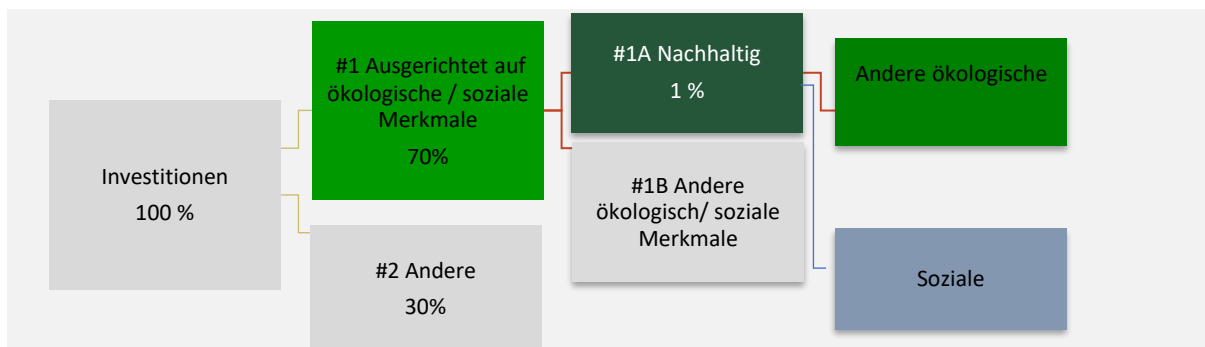 Investitionen
100 %
#1 Ausgerichtet auf
ökologische / soziale
Merkmale
70%
#2 Andere
30%
#1A Nachhaltig
1 %
#1B Andere
ökologisch/ soziale
Merkmale
Andere ökologische
Soziale